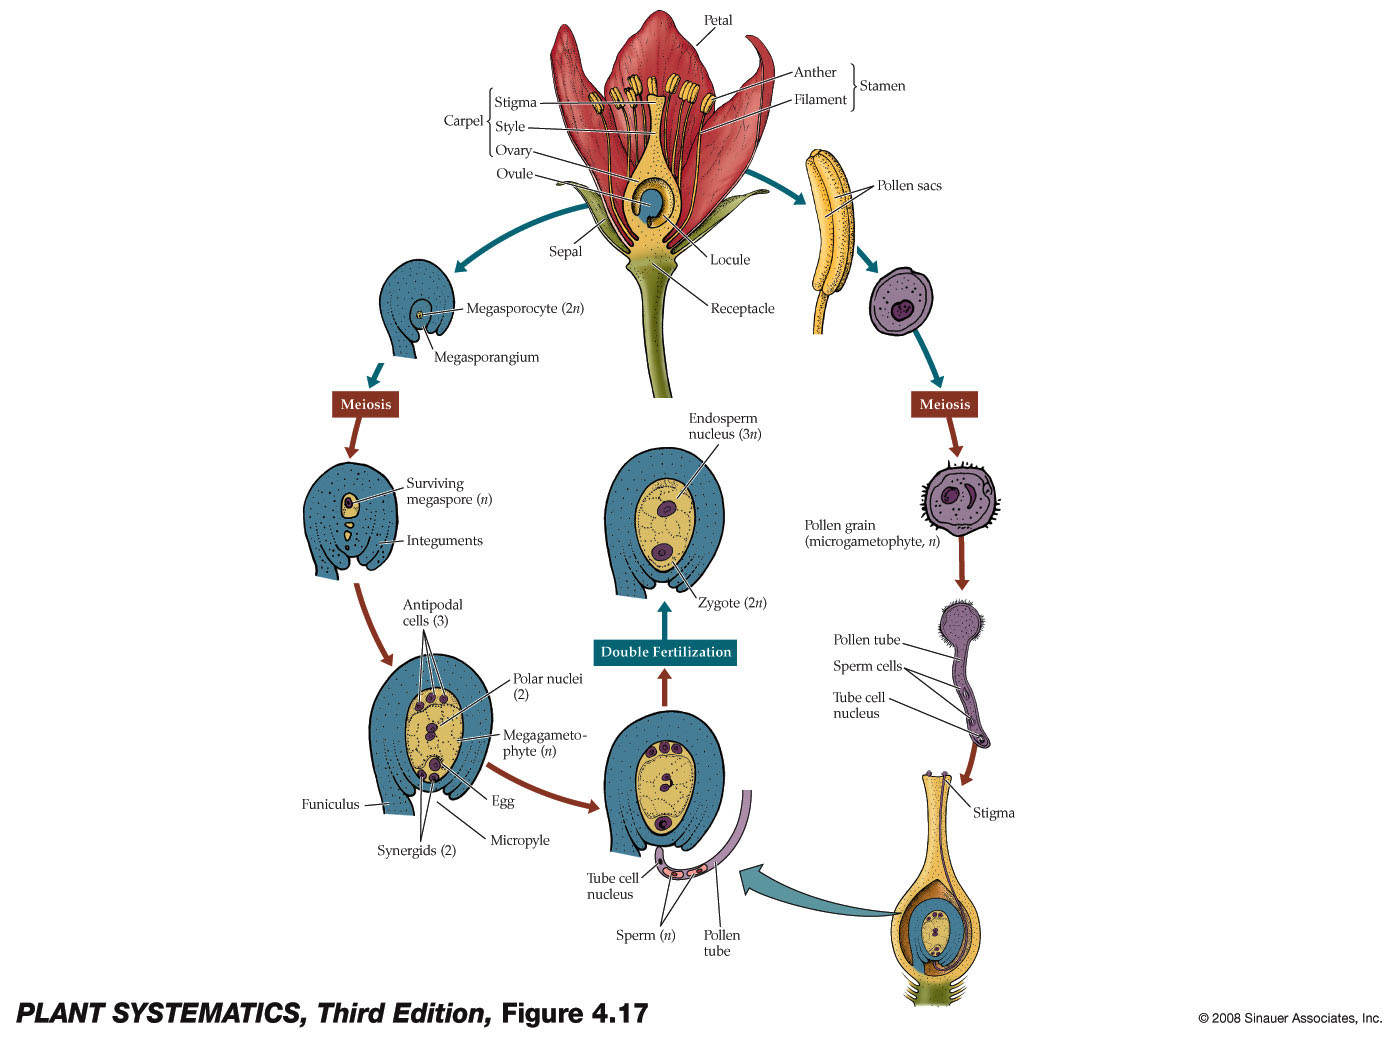 Petal
Anther
Filament
Stamen
Carpel
Stigma
Style
Ovary
Ovule
Pollen sacs
Sepal
Locule
Receptacle
Megasporocyte (2n)
Megasporangium
Meiosis
Meiosis
Endosperm
nucleus (3n)
Surviving
megaspore (n)
Integuments
Pollen grain
(microgametophyte, n)
Zygote (2n)
Antipodal
cells (3)
Double Fertilization
Pollen tube
Sperm cells
Tube cell
nucleus
Polar nuclei
(2)
Megagameto-
phyte (n)
Funiculus
Egg
Micropyle
Synergids (2)
Stigma
Tube cell
nucleus
Sperm (n)
Pollen
tube
PLANT SYSTEMATICS, Third Edition, Figure 4.17
© 2008 Sinauer Associates, Inc.